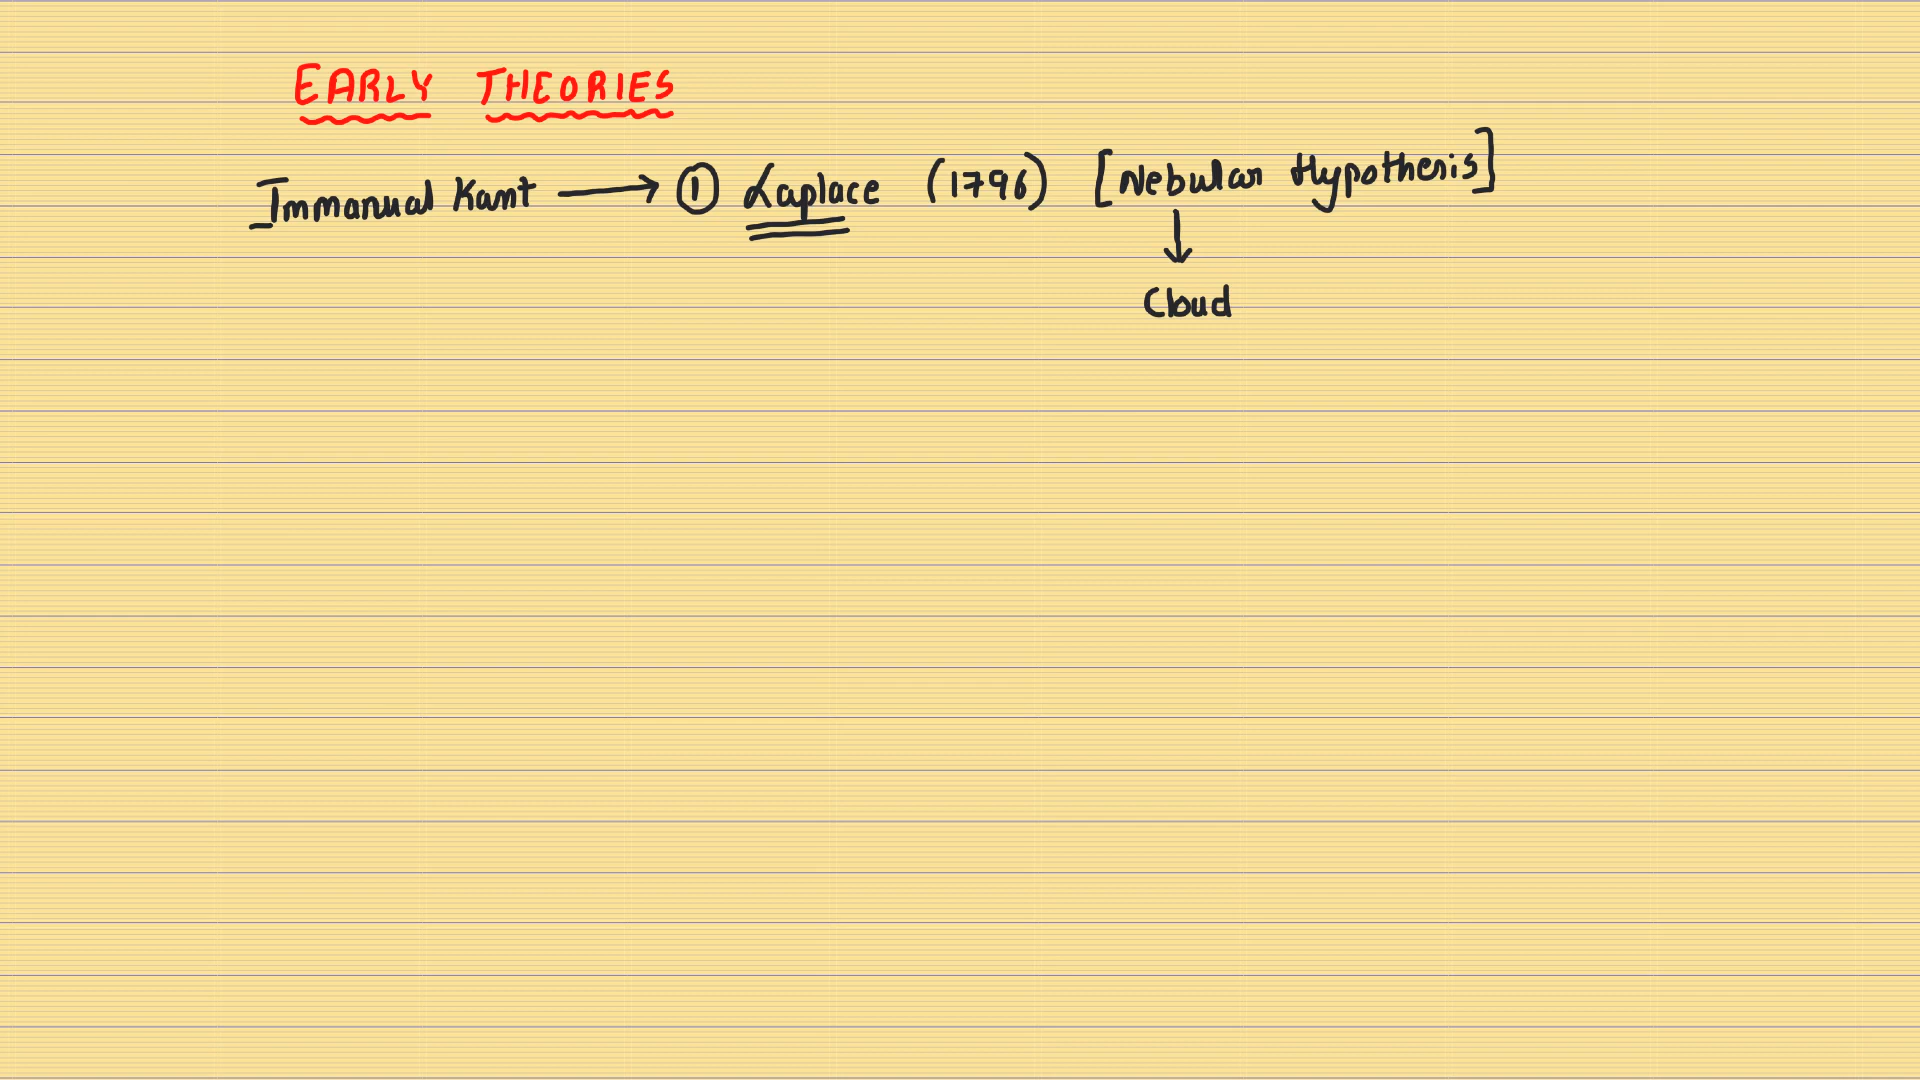 EARLY THEORIES
Immanual Kant → ① Laplace (1796) [Nebular Hypothesis]
↓
Cloud